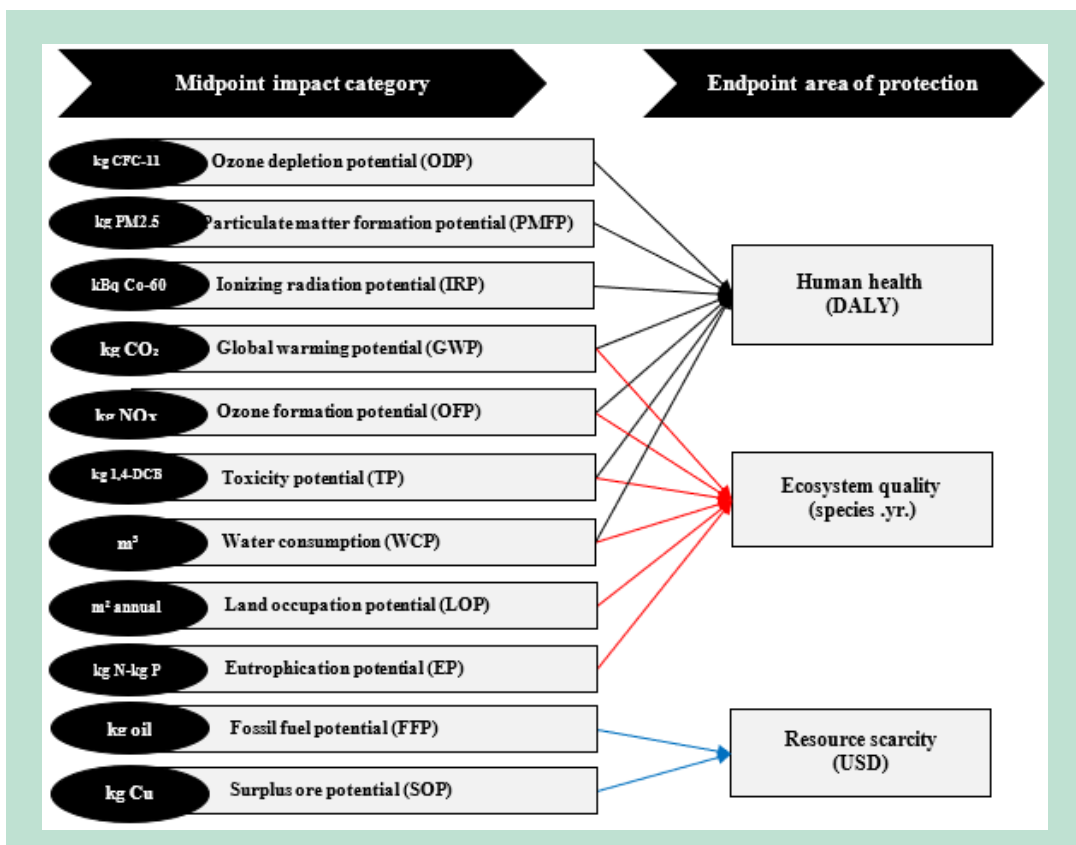 Midpoint impact category
Endpoint area of protection
kg CFC-11
Ozone depletion potential (ODP)
kg PM2.5
Particulate matter formation potential (PMFP)
kBq Co-60
Ionizing radiation potential (IRP)
kg CO₂
Global warming potential (GWP)
kg NOx
Ozone formation potential (OFP)
kg 1,4-DCB
Toxicity potential (TP)
m³
Water consumption (WCP)
m² annual
Land occupation potential (LOP)
kg N-kg P
Eutrophication potential (EP)
kg oil
Fossil fuel potential (FFP)
kg Cu
Surplus ore potential (SOP)
Human health
(DALY)
Ecosystem quality
(species .yr.)
Resource scarcity
(USD)